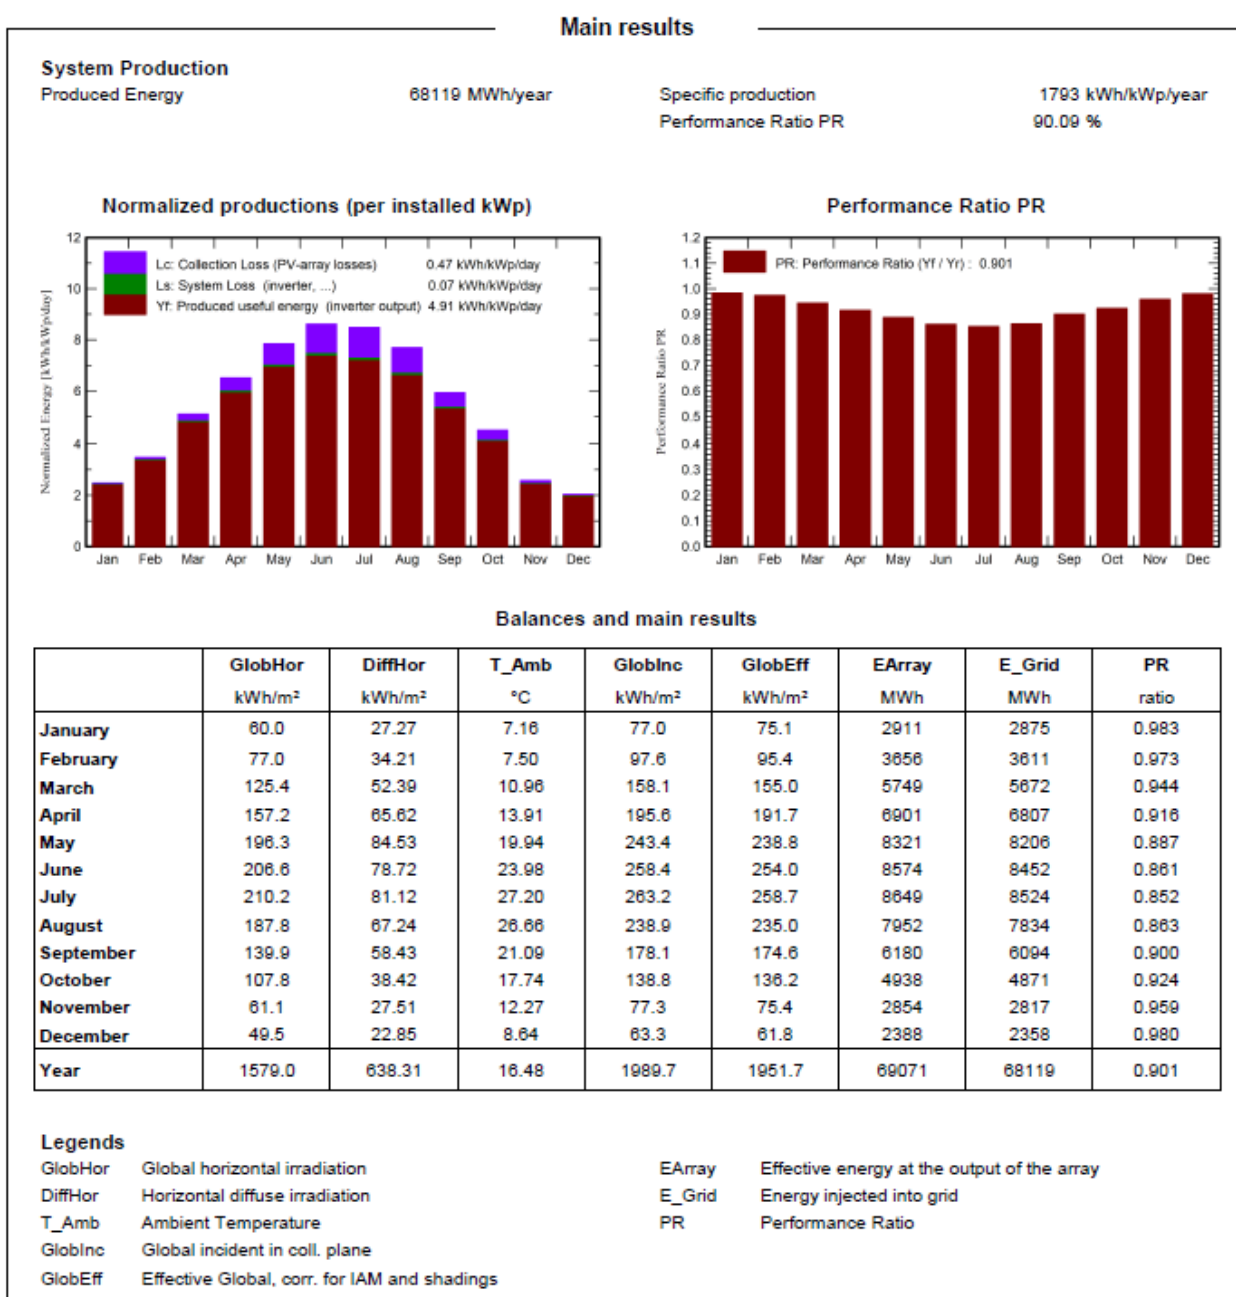 Main results
System Production
Produced Energy 68119 MWh/year Specific production 1793 kWh/kWp/year
Performance Ratio PR 90.09 %
Normalized productions (per installed kWp)
12
10
8
6
4
2
0
Normalized Energy [kWh/kWp/day]
Lc: Collection Loss (PV-array losses) 0.47 kWh/kWp/day
Ls: System Loss (inverter, ...) 0.07 kWh/kWp/day
Yf: Produced useful energy (inverter output) 4.91 kWh/kWp/day
Jan Feb Mar Apr May Jun Jul Aug Sep Oct Nov Dec
Performance Ratio PR
1.2
1.1
1.0
0.9
0.8
0.7
0.6
0.5
0.4
0.3
0.2
0.1
0.0
Performance Ratio PR
PR: Performance Ratio (Yf / Yr) : 0.901
Jan Feb Mar Apr May Jun Jul Aug Sep Oct Nov Dec
Balances and main results
GlobHor DiffHor T_Amb GlobInc GlobEff EArray E_Grid PR
kWh/m² kWh/m² °C kWh/m² kWh/m² MWh MWh ratio
January 60.0 27.27 7.16 77.0 75.1 2911 2875 0.983
February 77.0 34.21 7.50 97.6 95.4 3656 3611 0.973
March 125.4 52.39 10.96 158.1 155.0 5749 5672 0.944
April 157.2 65.62 13.91 195.6 191.7 6901 6807 0.916
May 196.3 84.53 19.94 243.4 238.8 8321 8206 0.887
June 206.6 78.72 23.98 258.4 254.0 8574 8452 0.861
July 210.2 81.12 27.20 263.2 258.7 8649 8524 0.852
August 187.8 67.24 26.66 238.9 235.0 7952 7834 0.863
September 139.9 58.43 21.09 178.1 174.6 6180 6094 0.900
October 107.8 38.42 17.74 138.8 136.2 4938 4871 0.924
November 61.1 27.51 12.27 77.3 75.4 2854 2817 0.959
December 49.5 22.85 8.64 63.3 61.8 2388 2358 0.980
Year 1579.0 638.31 16.48 1989.7 1951.7 69071 68119 0.901
Legends
GlobHor Global horizontal irradiation EArray Effective energy at the output of the array
DiffHor Horizontal diffuse irradiation E_Grid Energy injected into grid
T_Amb Ambient Temperature PR Performance Ratio
GlobInc Global incident in coll. plane
GlobEff Effective Global, corr. for IAM and shadings